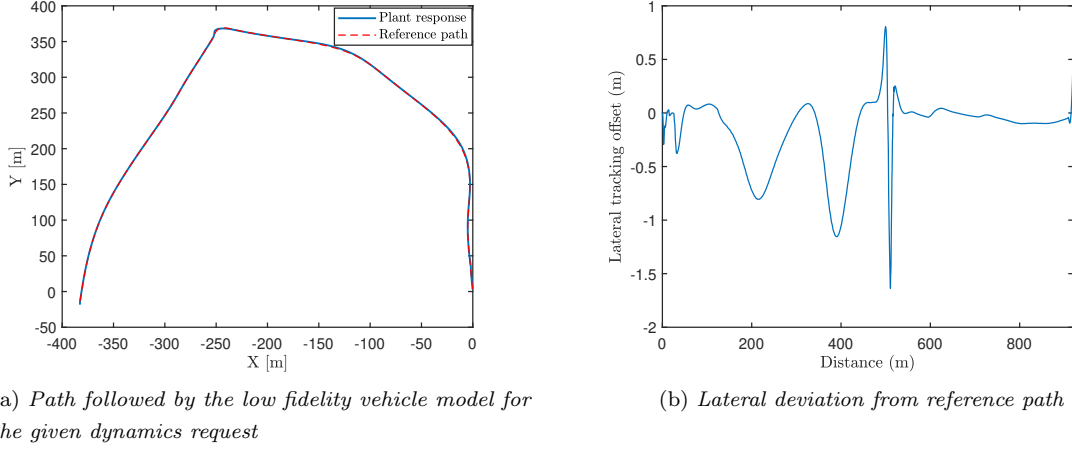 400
350
300
250
200
150
100
50
0
-50
Y [m]
-400 -350 -300 -250 -200 -150 -100 -50 0
X [m]
Plant response
Reference path
a) Path followed by the low fidelity vehicle model for
he given dynamics request
1
0.5
0
-0.5
-1
-1.5
-2
Lateral tracking offset (m)
0 200 400 600 800
Distance (m)
(b) Lateral deviation from reference path